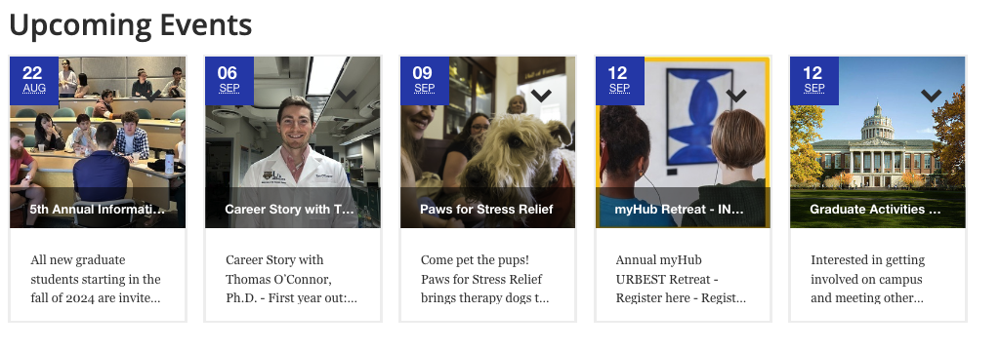 Upcoming Events
22
AUG
5th Annual Informati...
All new graduate
students starting in the
fall of 2024 are invite...
06
SEP
Career Story with T...
Career Story with
Thomas O'Connor,
Ph.D. - First year out:...
09
SEP
Hall of Fame
Paws for Stress Relief
Come pet the pups!
Paws for Stress Relief
brings therapy dogs t...
12
SEP
myHub Retreat - IN...
Annual myHub
URBEST Retreat -
Register here - Regist...
12
SEP
Graduate Activities ...
Interested in getting
involved on campus
and meeting other...